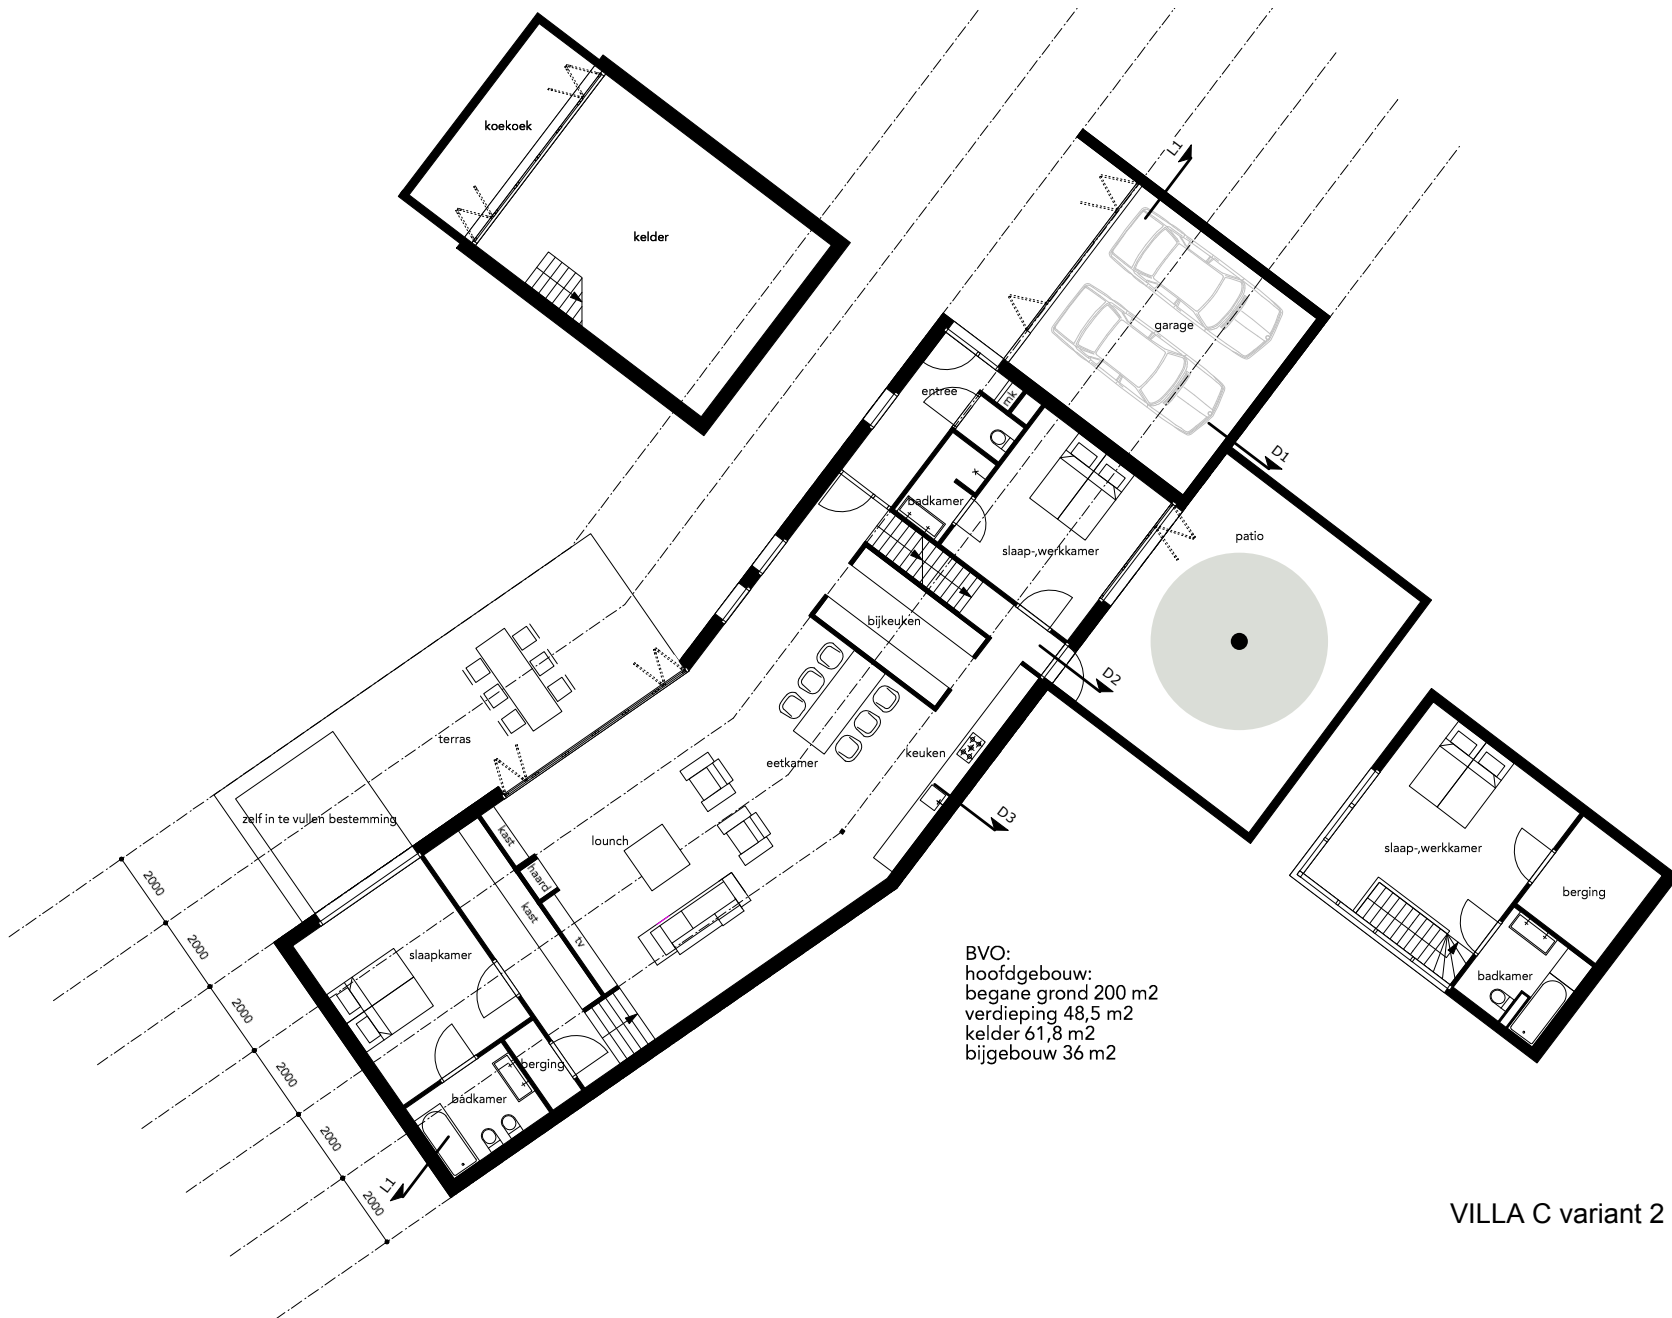 koekoek
kelder
L1
garage
entree
mk
D1
badkamer
patio
slaap-,werkkamer
bijkeuken
D2
terras
eetkamer
keuken
zelf in te vullen bestemming
kast
lounch
haard
D3
slaap-,werkkamer
2000
2000
2000
2000
2000
2000
kast
tv
berging
slaapkamer
BVO:
hoofdgebouw:
begane grond 200 m2
verdieping 48,5 m2
kelder 61,8 m2
bijgebouw 36 m2
badkamer
berging
badkamer
L1
VILLA C variant 2